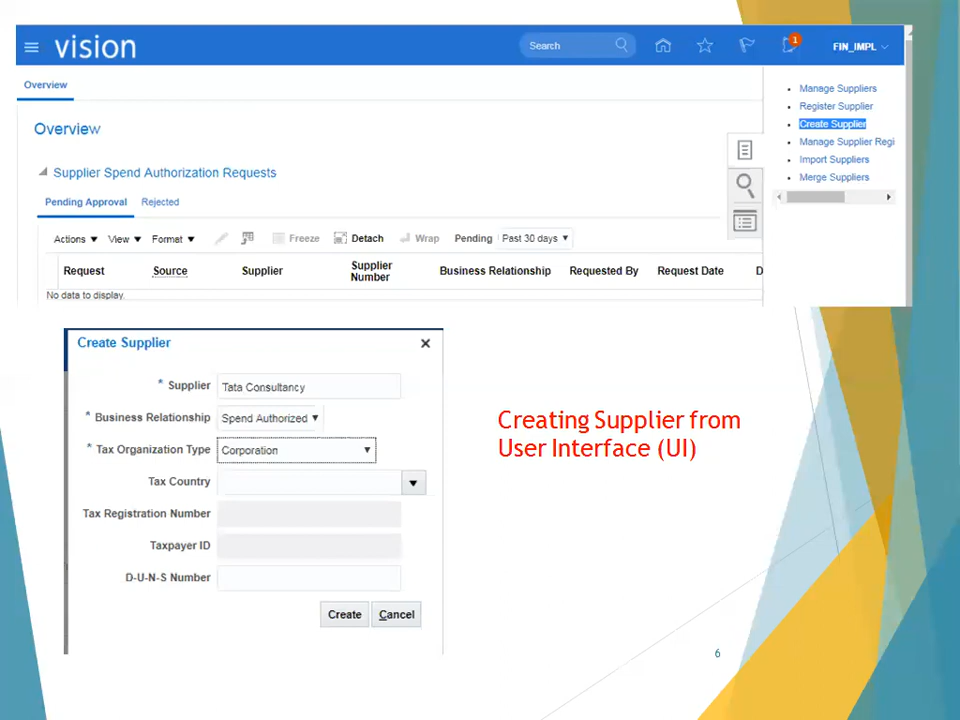 vision
Search
1
FIN_IMPL
Overview
Overview
Supplier Spend Authorization Requests
Pending Approval Rejected
Actions View Format Freeze Detach Wrap Pending Past 30 days
Request Source Supplier Supplier Number Business Relationship Requested By Request Date D
No data to display.
Manage Suppliers
Register Supplier
Create Supplier
Manage Supplier Regi
Import Suppliers
Merge Suppliers
Create Supplier
* Supplier Tata Consultancy
* Business Relationship Spend Authorized
* Tax Organization Type Corporation
Tax Country
Tax Registration Number
Taxpayer ID
D-U-N-S Number
Create Cancel
Creating Supplier from
User Interface (UI)
6